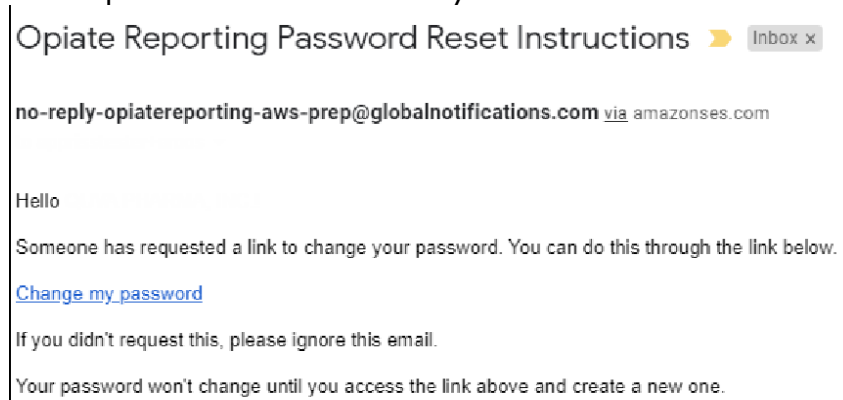 Opiate Reporting Password Reset Instructions Inbox x
no-reply-opiatereporting-aws-prep@globalnotifications.com via amazonses.com
Hello
Someone has requested a link to change your password. You can do this through the link below.
Change my password
If you didn't request this, please ignore this email.
Your password won't change until you access the link above and create a new one.